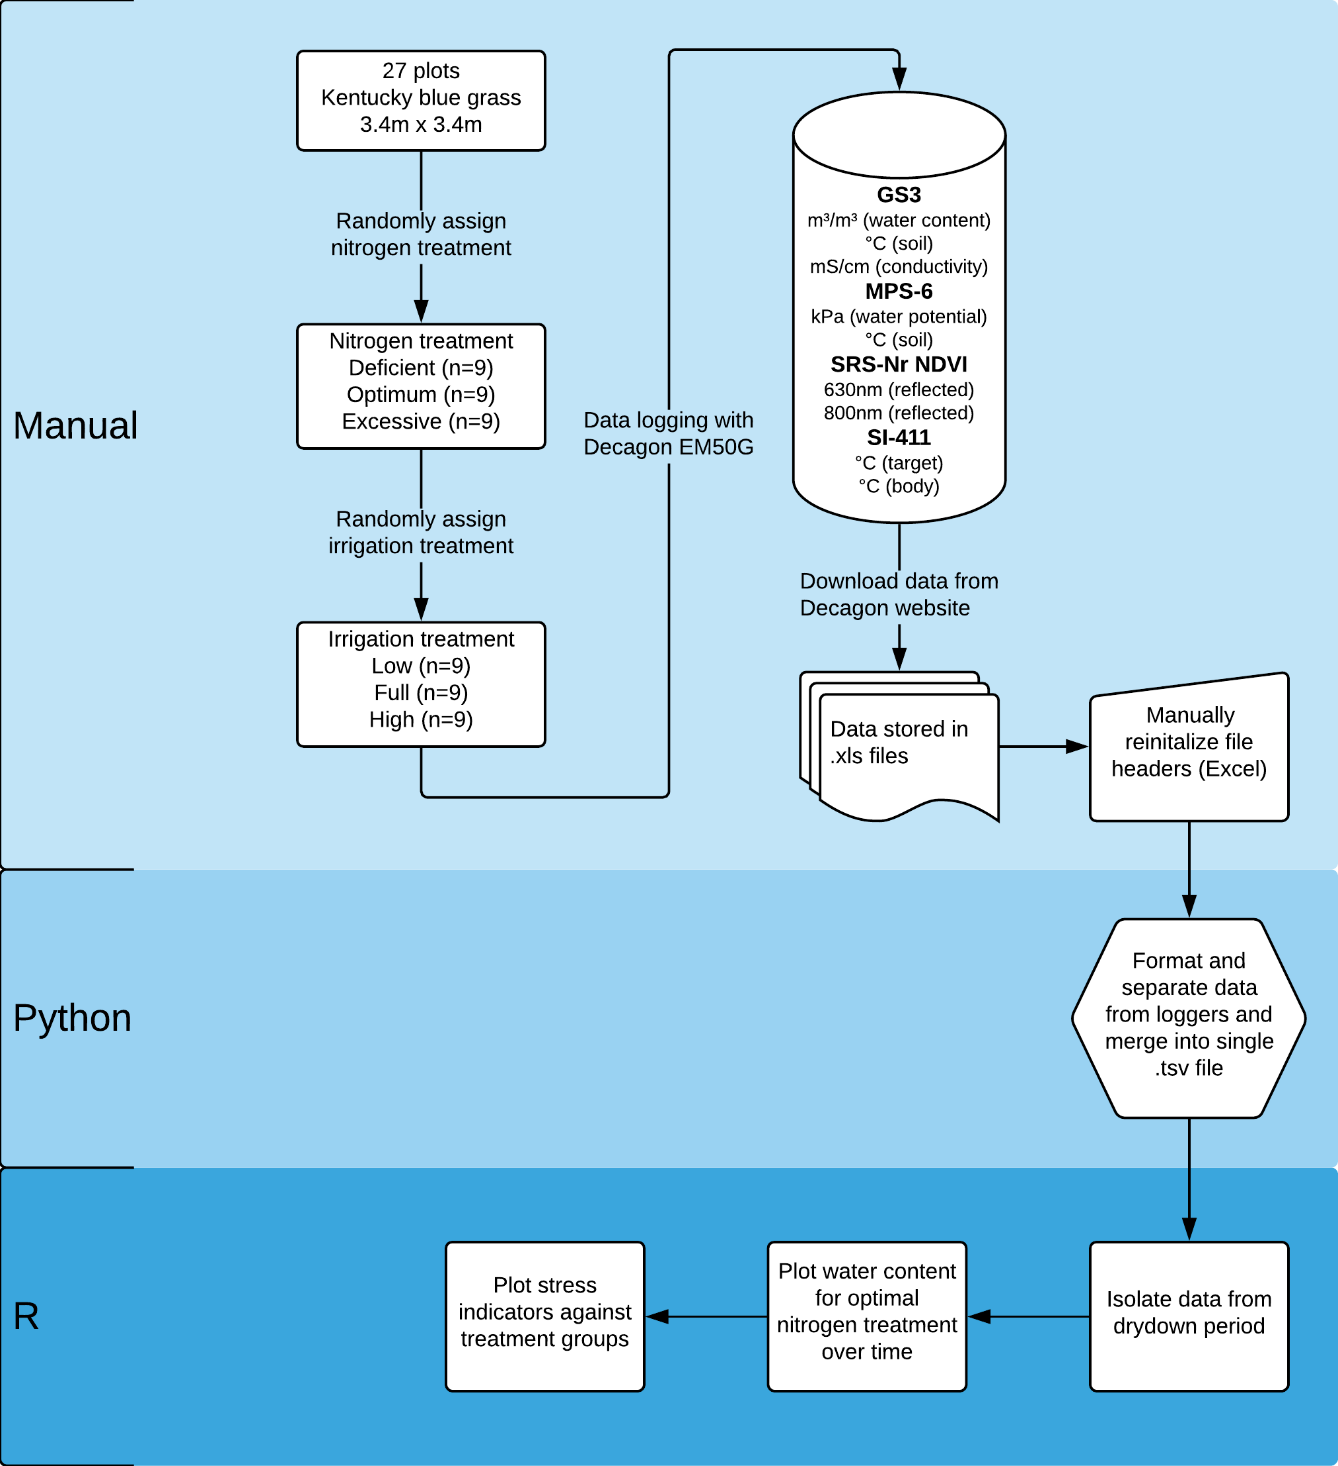 Manual
27 plots
Kentucky blue grass
3.4m x 3.4m
Randomly assign
nitrogen treatment
Nitrogen treatment
Deficient (n=9)
Optimum (n=9)
Excessive (n=9)
Randomly assign
irrigation treatment
Irrigation treatment
Low (n=9)
Full (n=9)
High (n=9)
Data logging with
Decagon EM50G
GS3
m³/m³ (water content)
°C (soil)
mS/cm (conductivity)
MPS-6
kPa (water potential)
°C (soil)
SRS-Nr NDVI
630nm (reflected)
800nm (reflected)
SI-411
°C (target)
°C (body)
Download data from
Decagon website
Data stored in
.xls files
Manually
reinitalize file
headers (Excel)
Python
Format and
separate data
from loggers and
merge into single
.tsv file
R
Isolate data from
drydown period
Plot water content
for optimal
nitrogen treatment
over time
Plot stress
indicators against
treatment groups